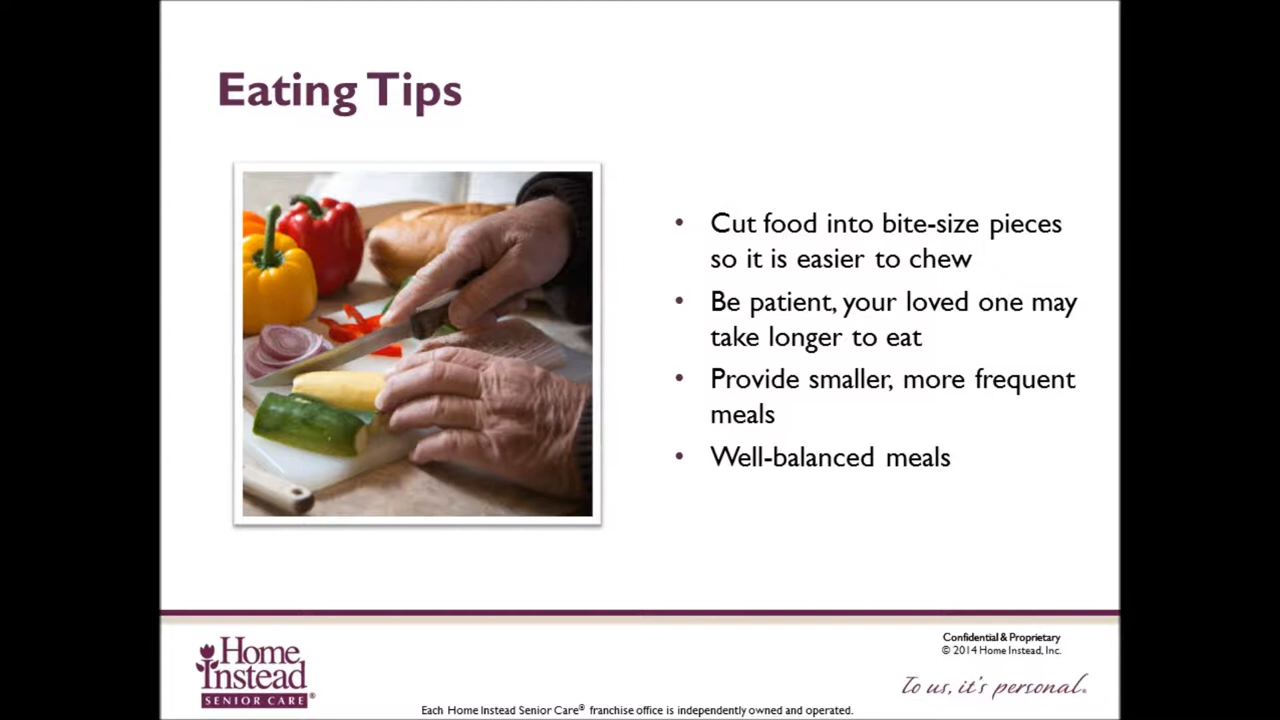 Eating Tips
• Cut food into bite-size pieces
so it is easier to chew
• Be patient, your loved one may
take longer to eat
• Provide smaller, more frequent
meals
• Well-balanced meals
Home
Instead
SENIOR CARE®
Confidential & Proprietary
© 2014 Home Instead, Inc.
To us, it's personal.
Each Home Instead Senior Care® franchise office is independently owned and operated.